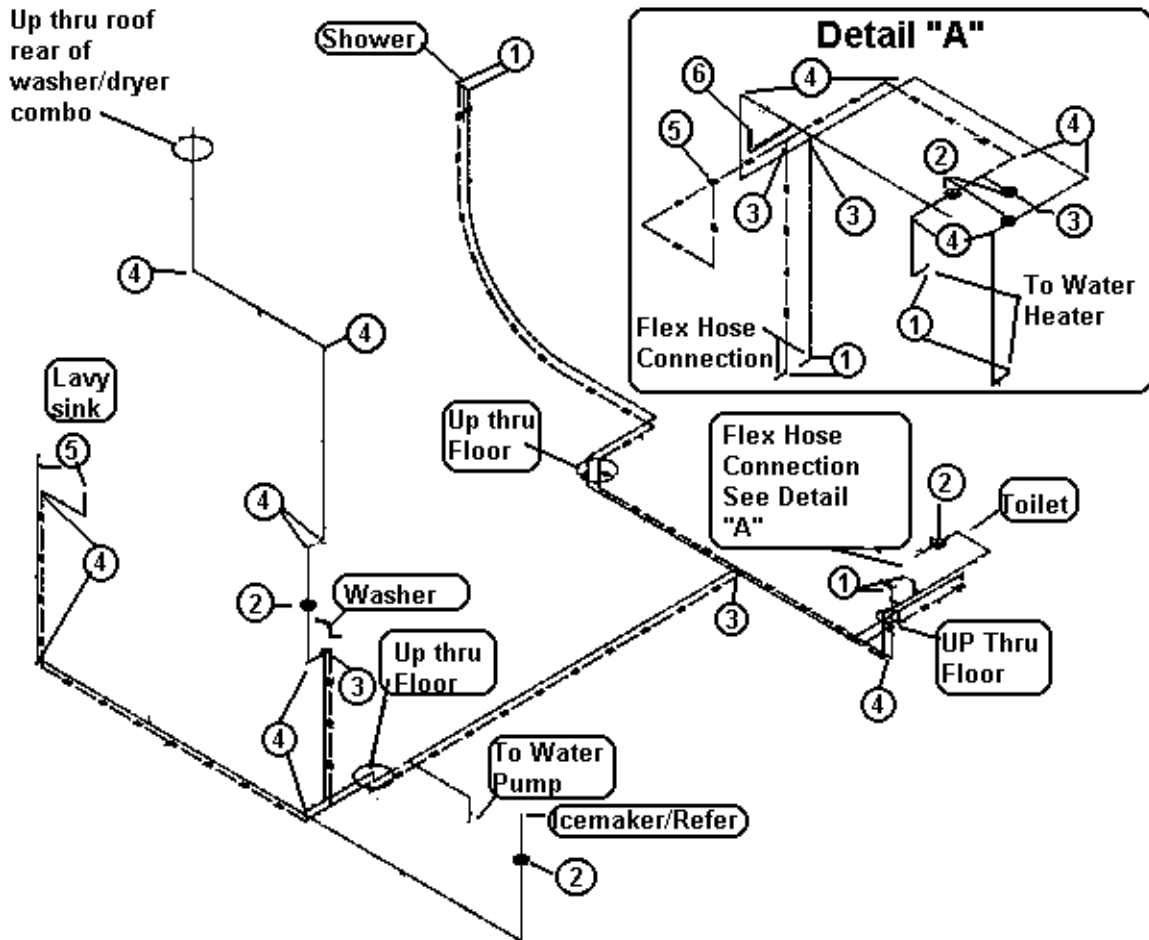 Up thru roof
rear of
washer/dryer
combo
Shower
1
Detail "A"
6
4
5
4
2
3
3
3
4
To Water
Heater
1
Flex Hose
Connection
1
4
4
Lavy
sink
5
Up thru
Floor
Flex Hose
Connection
See Detail
"A"
2
Toilet
4
4
2
Washer
1
3
UP Thru
Floor
Up thru
Floor
3
4
4
To Water
Pump
Icemaker/Refer
2